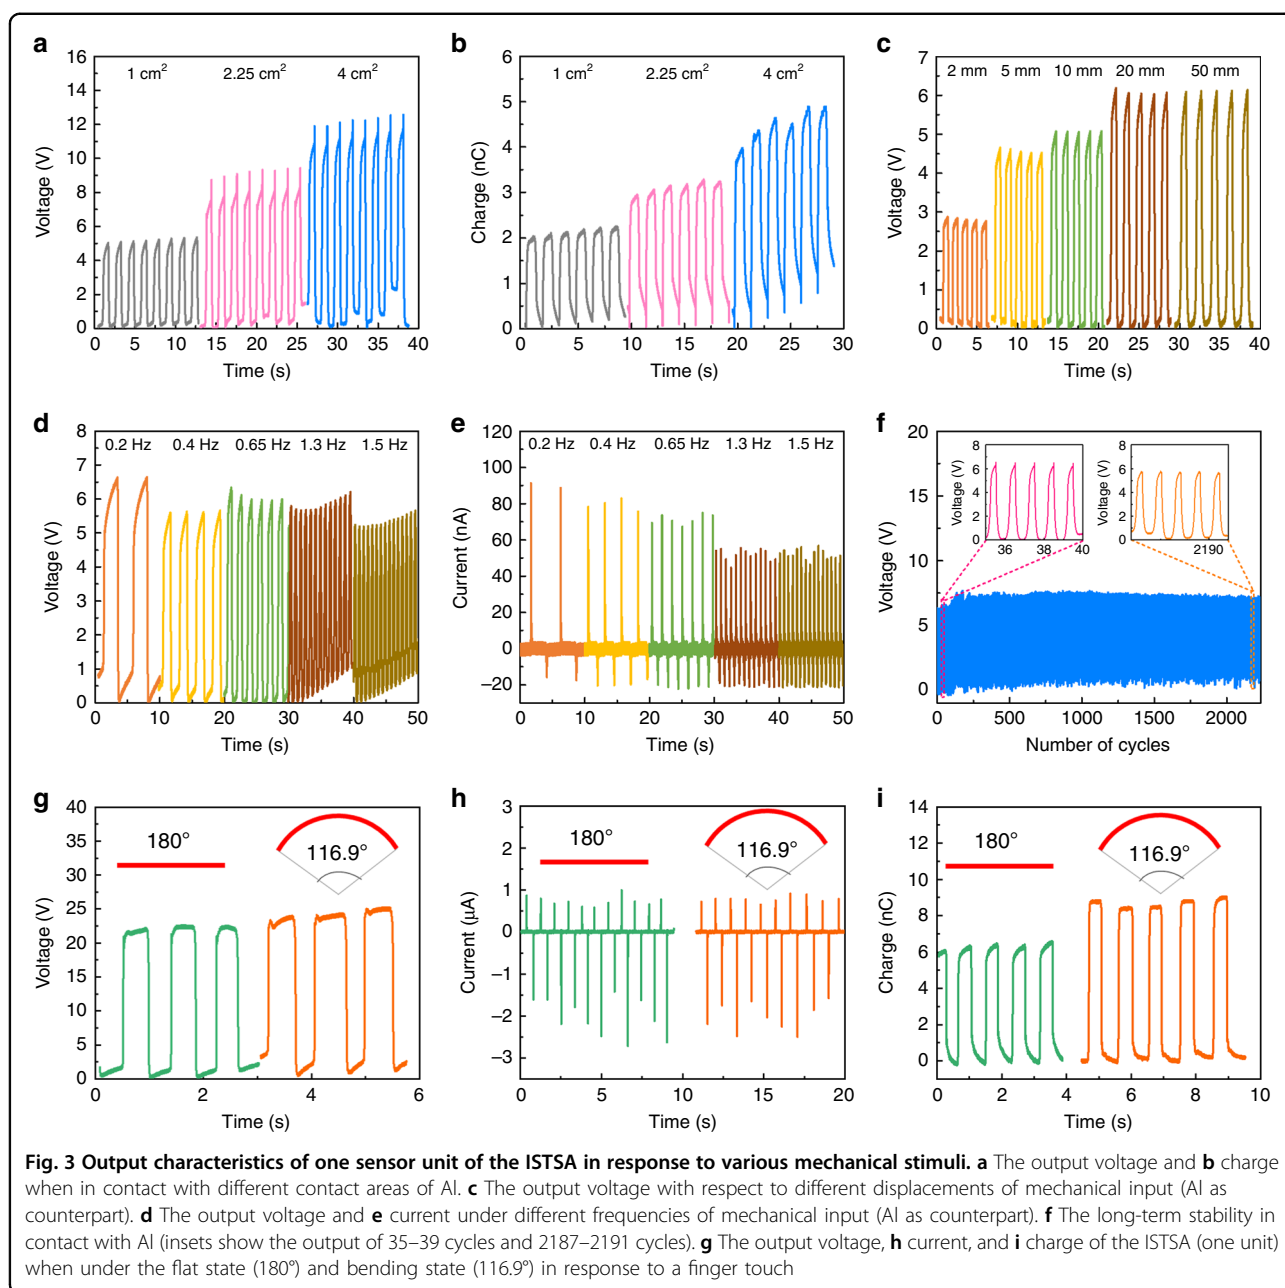 a
b
c
16
14
12
10
8
6
4
2
0
Voltage (V)
1 cm²
2.25 cm²
4 cm²
0 5 10 15 20 25 30 35 40
Time (s)
6
5
4
3
2
1
0
Charge (nC)
1 cm²
2.25 cm²
4 cm²
0 5 10 15 20 25 30
Time (s)
7
6
5
4
3
2
1
0
Voltage (V)
2 mm 5 mm 10 mm 20 mm 50 mm
0 5 10 15 20 25 30 35 40
Time (s)
d
e
f
8
7
6
5
4
3
2
1
0
Voltage (V)
0.2 Hz 0.4 Hz 0.65 Hz 1.3 Hz 1.5 Hz
0 10 20 30 40 50
Time (s)
120
100
80
60
40
20
0
−20
Current (nA)
0.2 Hz 0.4 Hz 0.65 Hz 1.3 Hz 1.5 Hz
0 10 20 30 40 50
Time (s)
20
15
10
5
0
Voltage (V)
8
6
4
2
0
Voltage (V)
36 38 40
8
6
4
2
0
Voltage (V)
2190
0 500 1000 1500 2000
Number of cycles
g
h
i
40
35
30
25
20
15
10
5
0
Voltage (V)
180°
116.9°
0 2 4 6
Time (s)
3
2
1
0
−1
−2
−3
Current (μA)
180°
116.9°
0 5 10 15 20
Time (s)
14
12
10
8
6
4
2
0
Charge (nC)
180°
116.9°
0 2 4 6 8 10
Time (s)
Fig. 3 Output characteristics of one sensor unit of the ISTSA in response to various mechanical stimuli. a The output voltage and b charge
when in contact with different contact areas of Al. c The output voltage with respect to different displacements of mechanical input (Al as
counterpart). d The output voltage and e current under different frequencies of mechanical input (Al as counterpart). f The long-term stability in
contact with Al (insets show the output of 35–39 cycles and 2187–2191 cycles). g The output voltage, h current, and i charge of the ISTSA (one unit)
when under the flat state (180°) and bending state (116.9°) in response to a finger touch